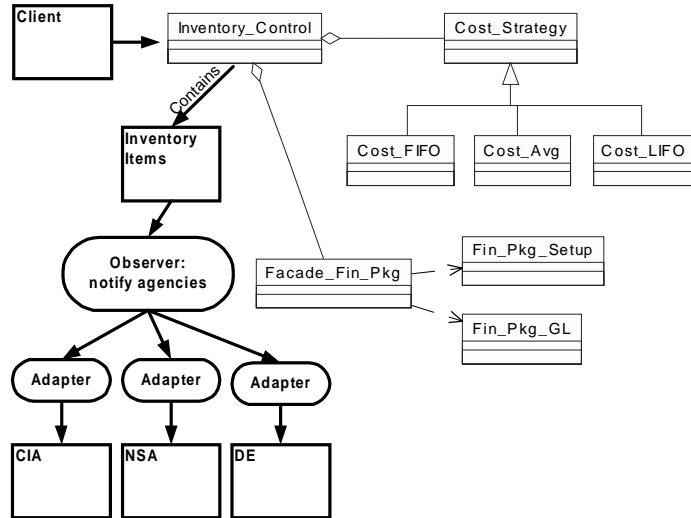 Client
Inventory_Control
Cost_Strategy
Contains
Inventory
Items
Cost_FIFO
Cost_Avg
Cost_LIFO
Observer:
notify agencies
Facade_Fin_Pkg
Fin_Pkg_Setup
Fin_Pkg_GL
Adapter
Adapter
Adapter
CIA
NSA
DE